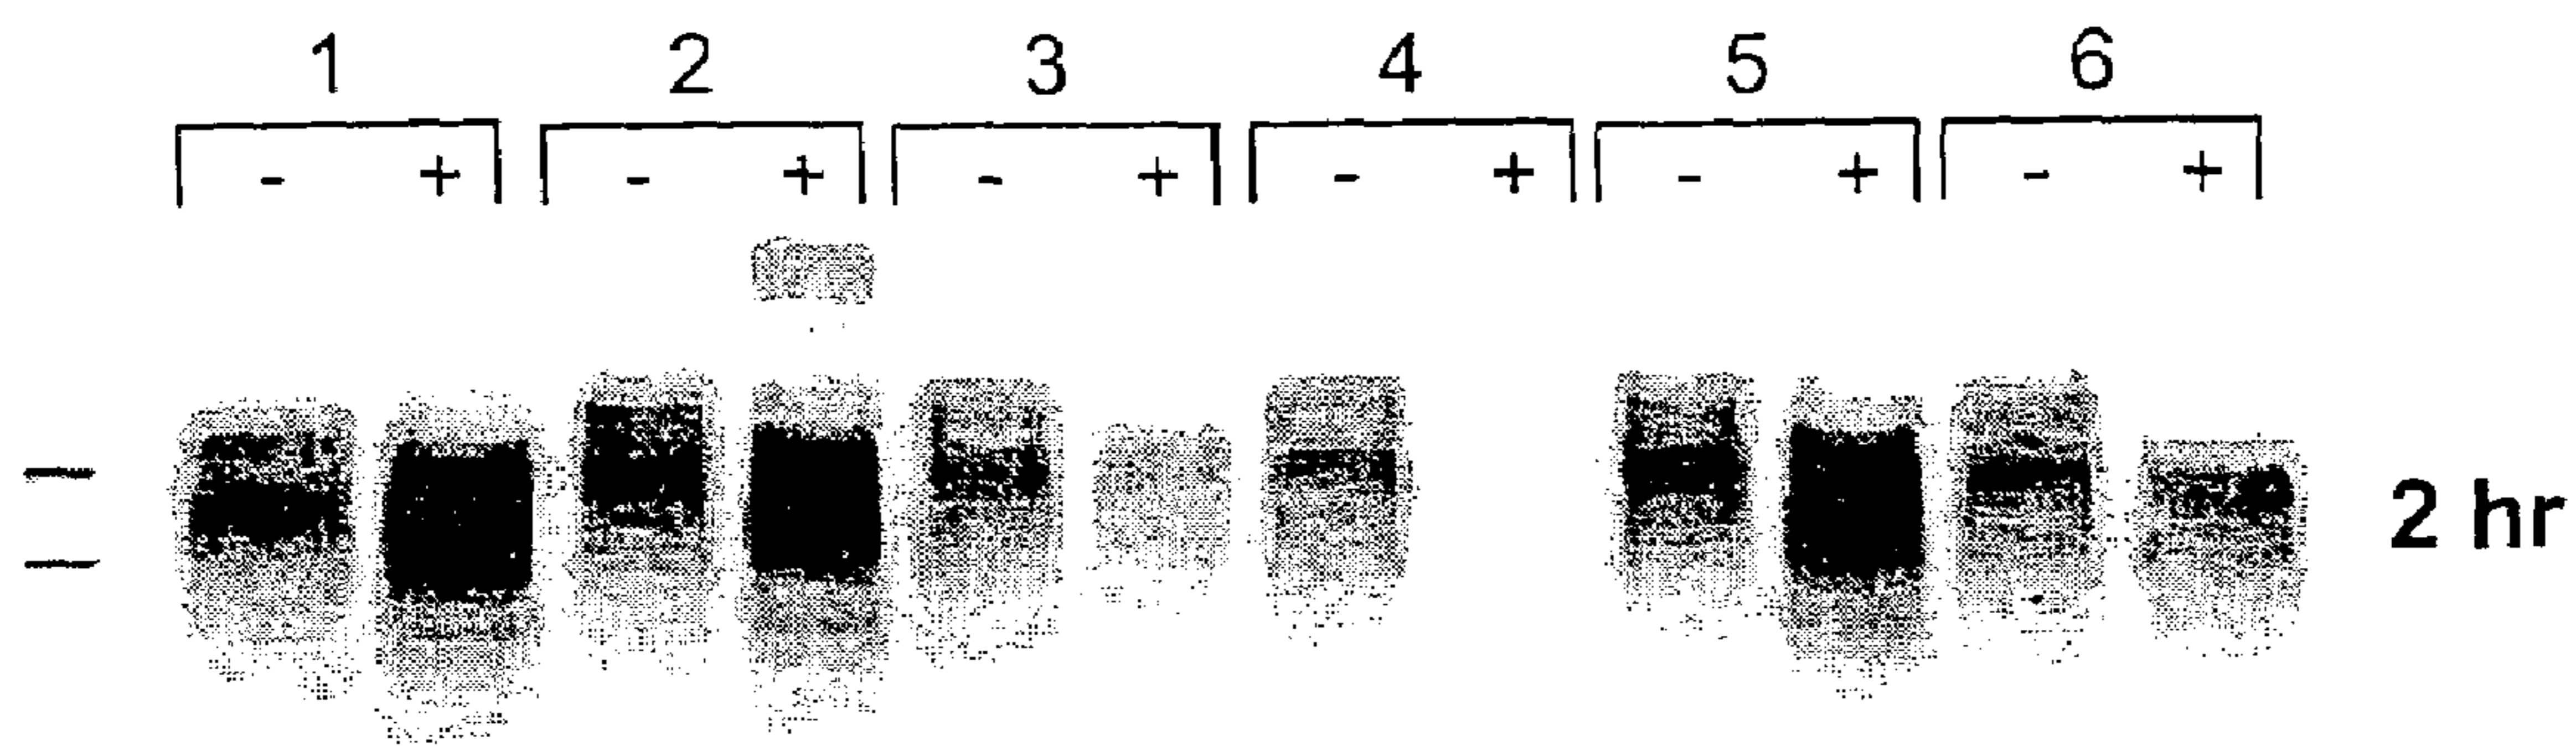 1 2 3 4 5 6
- + - + - + - + - + - +
2 hr